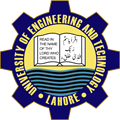 UNIVERSITY OF ENGINEERING AND TECHNOLOGY
LAHORE
READ IN THE
NAME OF THY
LORD WHO
CREATES